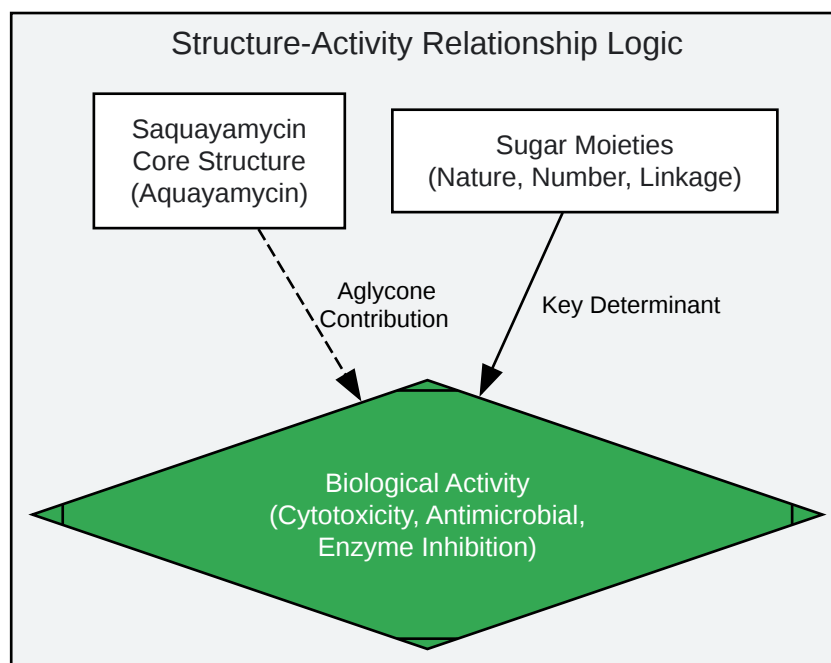 Structure-Activity Relationship Logic
Saquayamycin
Core Structure
(Aquayamycin)
Sugar Moieties
(Nature, Number, Linkage)
Aglycone
Contribution
Key Determinant
Biological Activity
(Cytotoxicity, Antimicrobial,
Enzyme Inhibition)